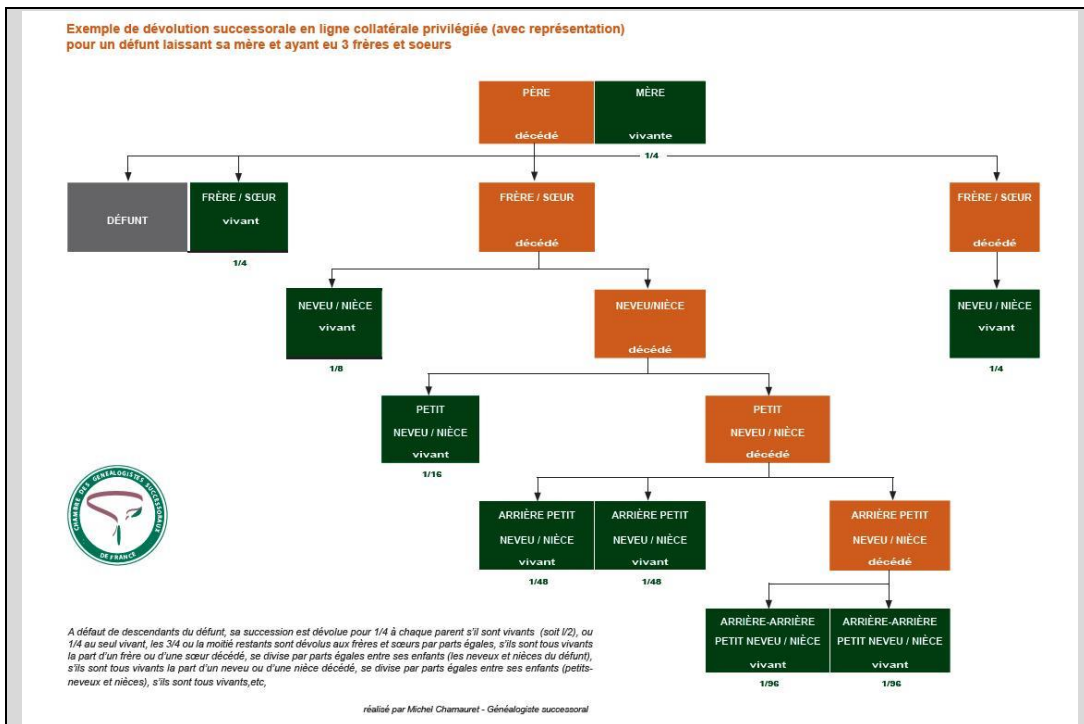 Exemple de dévolution successorale en ligne collatérale privilégiée (avec représentation)
pour un défunt laissant sa mère et ayant eu 3 frères et soeurs
PÈRE
décédé
MÈRE
vivante
1/4
DÉFUNT
FRÈRE / SŒUR
vivant
1/4
FRÈRE / SŒUR
décédé
FRÈRE / SŒUR
décédé
NEVEU / NIÈCE
vivant
1/8
NEVEU/NIÈCE
décédé
NEVEU / NIÈCE
vivant
1/4
PETIT
NEVEU / NIÈCE
vivant
1/16
PETIT
NEVEU / NIÈCE
décédé
ARRIÈRE PETIT
NEVEU / NIÈCE
vivant
1/48
ARRIÈRE PETIT
NEVEU / NIÈCE
vivant
1/48
ARRIÈRE PETIT
NEVEU / NIÈCE
décédé
ARRIÈRE-ARRIÈRE
PETIT NEVEU / NIÈCE
vivant
1/96
ARRIÈRE-ARRIÈRE
PETIT NEVEU / NIÈCE
vivant
1/96
CHAMBRE DES GENEALOGISTES SUCCESSORAUX
DE FRANCE
A défaut de descendants du défunt, sa succession est dévolue pour 1/4 à chaque parent s'il sont vivants (soit l/2), ou
1/4 au seul vivant, les 3/4 ou la moitié restants sont dévolus aux frères et sœurs par parts égales, s'ils sont tous vivants
la part d'un frère ou d'une sœur décédé, se divise par parts égales entre ses enfants (les neveux et nièces du défunt),
s'ils sont tous vivants la part d'un neveu ou d'une nièce décédé, se divise par parts égales entre ses enfants (petits-
neveux et nièces), s'ils sont tous vivants,etc,
réalisé par Michel Chamauret - Généalogiste successoral